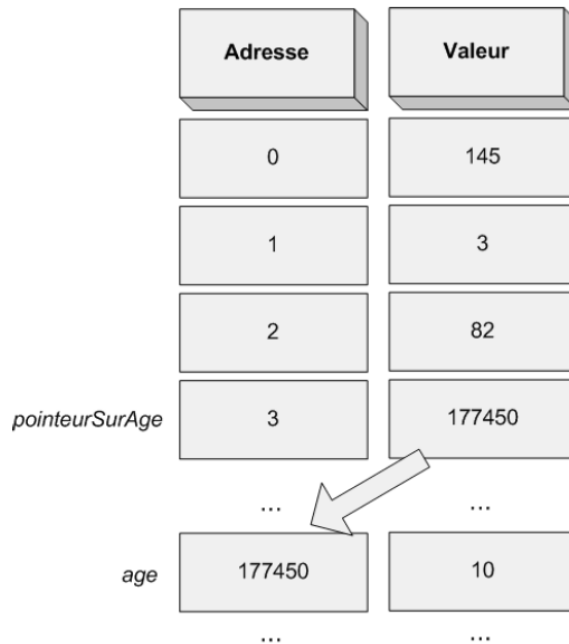 Adresse Valeur
0 145
1 3
2 82
pointeurSurAge 3 177450
... ...
age 177450 10
... ...